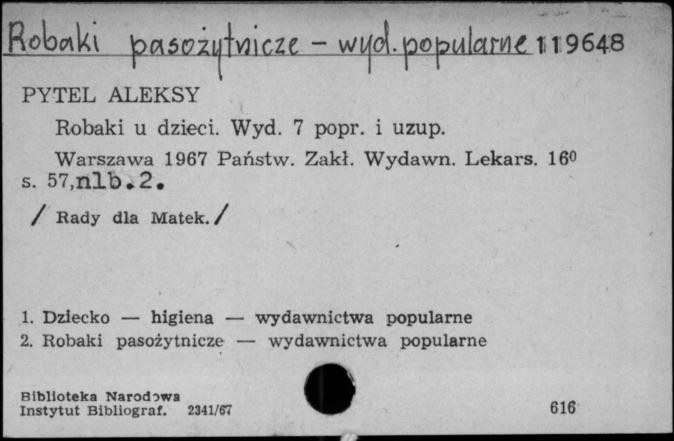 Robaki pasożytnicze - wyd. popularne 119648
PYTEL ALEKSY
Robaki u dzieci. Wyd. 7 popr. i uzup.
Warszawa 1967 Państw. Zakł. Wydawn. Lekars. 16⁰
s. 57, nlb. 2.
/ Rady dla Matek. /
1. Dziecko — higiena — wydawnictwa popularne
2. Robaki pasożytnicze — wydawnictwa popularne
Biblioteka Narodowa
Instytut Bibliograf. 2341/67 616